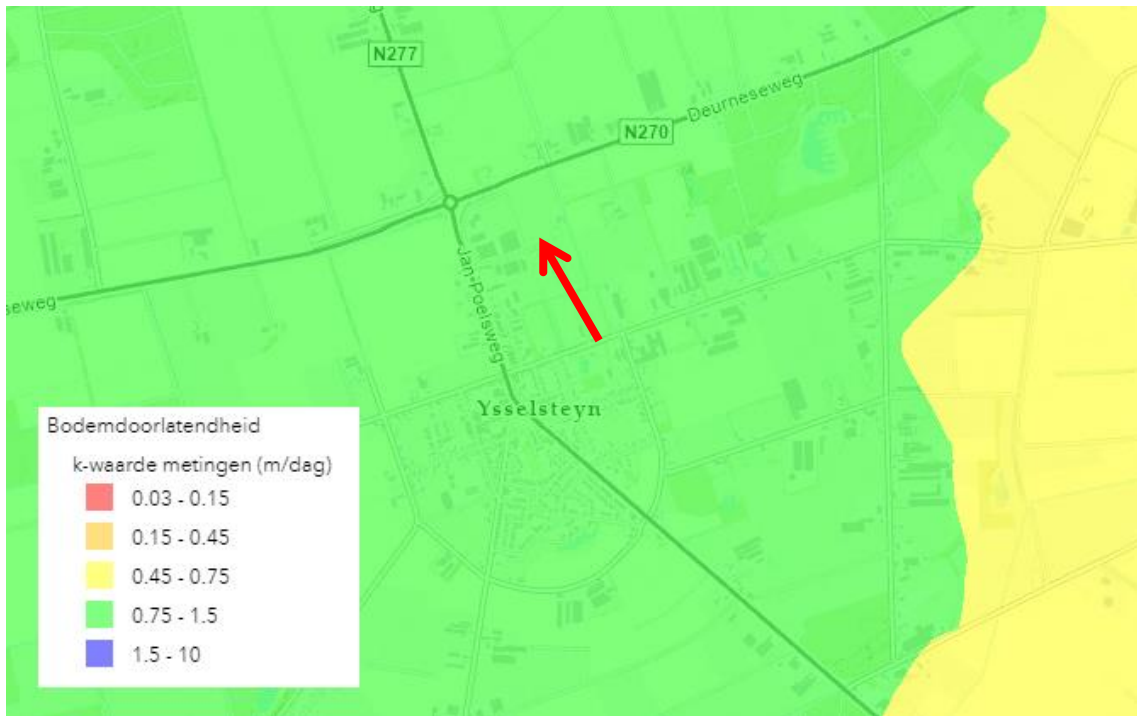 N277
Deurneseweg
N270
Jan Poelsweg
seweg
Ysselsteyn
Bodemdoorlatendheid
k-waarde metingen (m/dag)
0.03 - 0.15
0.15 - 0.45
0.45 - 0.75
0.75 - 1.5
1.5 - 10